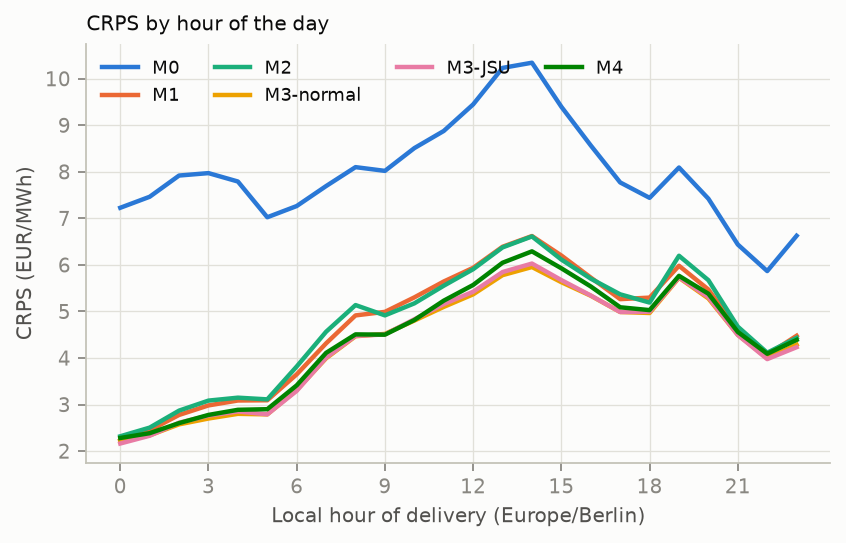 CRPS by hour of the day
M0 M2 M3-JSU M4
M1 M3-normal
CRPS (EUR/MWh)
10
9
8
7
6
5
4
3
2
0 3 6 9 12 15 18 21
Local hour of delivery (Europe/Berlin)